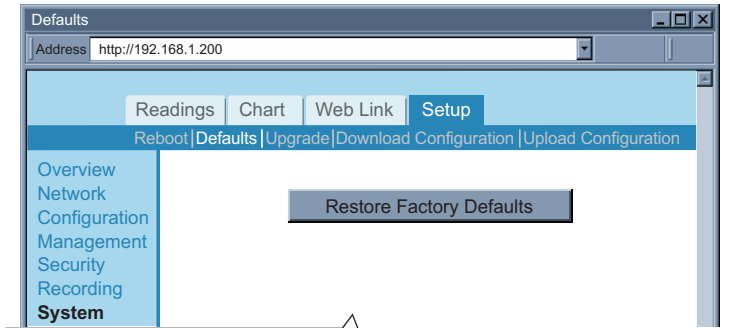 Defaults
Address http://192.168.1.200
Readings Chart Web Link Setup
Reboot|Defaults|Upgrade|Download Configuration|Upload Configuration
Overview
Network
Configuration
Management
Security
Recording
System
Restore Factory Defaults